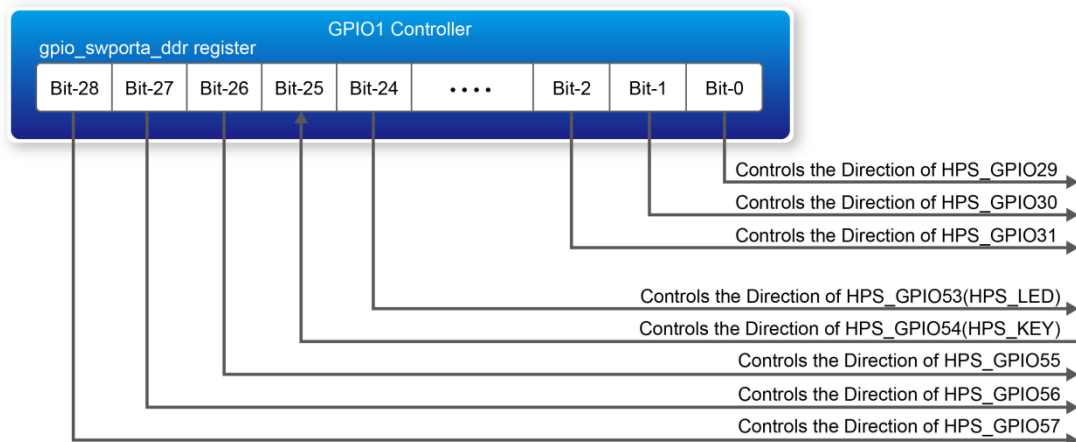 GPIO1 Controller
gpio_swporta_ddr register
Bit-28 Bit-27 Bit-26 Bit-25 Bit-24 •••• Bit-2 Bit-1 Bit-0
Controls the Direction of HPS_GPIO29
Controls the Direction of HPS_GPIO30
Controls the Direction of HPS_GPIO31
Controls the Direction of HPS_GPIO53(HPS_LED)
Controls the Direction of HPS_GPIO54(HPS_KEY)
Controls the Direction of HPS_GPIO55
Controls the Direction of HPS_GPIO56
Controls the Direction of HPS_GPIO57